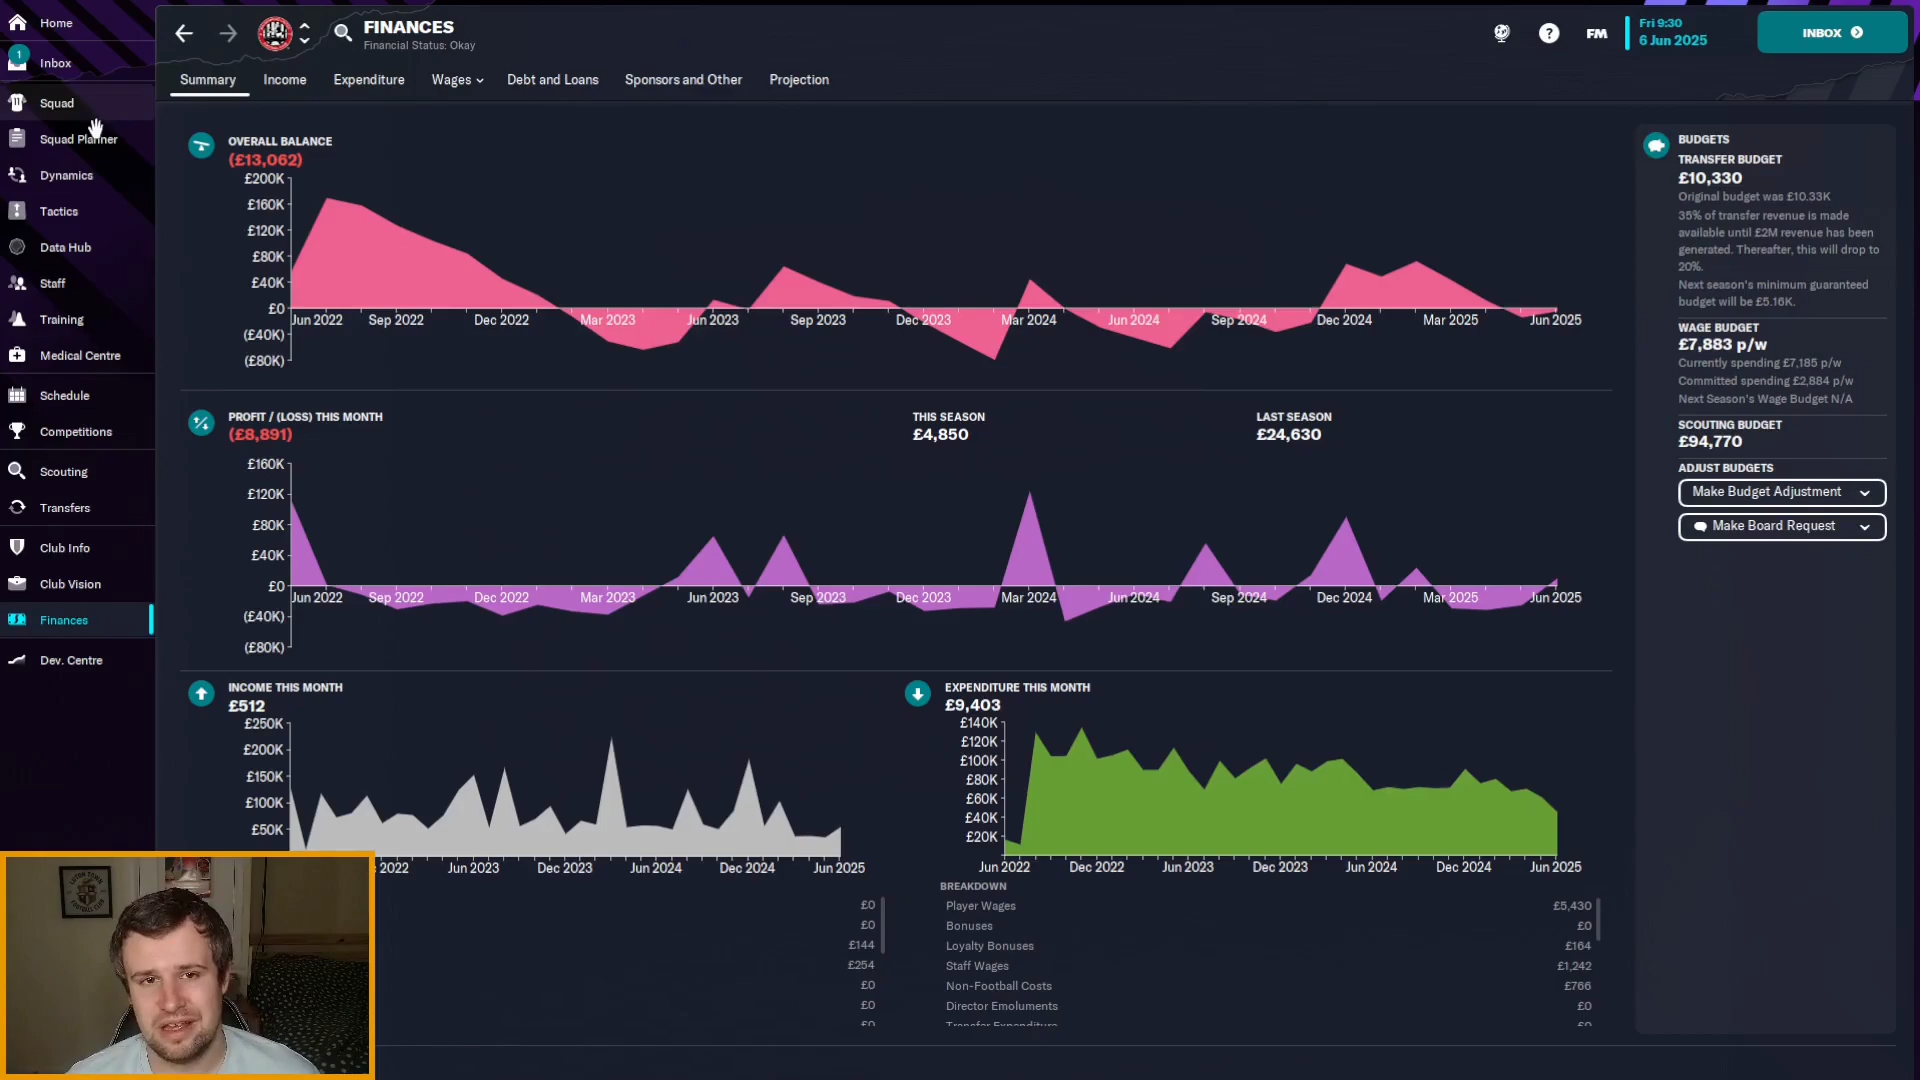 Home
Inbox
1
Squad
Squad Planner
Dynamics
Tactics
Data Hub
Staff
Training
Medical Centre
Schedule
Competitions
Scouting
Transfers
Club Info
Club Vision
Finances
Dev. Centre
FINANCES
Financial Status: Okay
FM
Fri 9:30
6 Jun 2025
INBOX
Summary Income Expenditure Wages Debt and Loans Sponsors and Other Projection
OVERALL BALANCE
(£13,062)
£200K
£160K
£120K
£80K
£40K
£0
(£40K)
(£80K)
Jun 2022 Sep 2022 Dec 2022 Mar 2023 Jun 2023 Sep 2023 Dec 2023 Mar 2024 Jun 2024 Sep 2024 Dec 2024 Mar 2025 Jun 2025
PROFIT / (LOSS) THIS MONTH
(£8,891)
THIS SEASON
£4,850
LAST SEASON
£24,630
£160K
£120K
£80K
£40K
£0
(£40K)
(£80K)
Jun 2022 Sep 2022 Dec 2022 Mar 2023 Jun 2023 Sep 2023 Dec 2023 Mar 2024 Jun 2024 Sep 2024 Dec 2024 Mar 2025 Jun 2025
INCOME THIS MONTH
£512
£250K
£200K
£150K
£100K
£50K
2022 Jun 2023 Dec 2023 Jun 2024 Dec 2024 Jun 2025
£0
£0
£144
£254
£0
£0
£0
EXPENDITURE THIS MONTH
£9,403
£140K
£120K
£100K
£80K
£60K
£40K
£20K
Jun 2022 Dec 2022 Jun 2023 Dec 2023 Jun 2024 Dec 2024 Jun 2025
BREAKDOWN
Player Wages £5,430
Bonuses £0
Loyalty Bonuses £164
Staff Wages £1,242
Non-Football Costs £766
Director Emoluments £0
Transfer Expenditure £0
BUDGETS
TRANSFER BUDGET
£10,330
Original budget was £10.33K
35% of transfer revenue is made
available until £2M revenue has been
generated. Thereafter, this will drop to
20%.
Next season's minimum guaranteed
budget will be £5.16K.
WAGE BUDGET
£7,883 p/w
Currently spending £7,185 p/w
Committed spending £2,884 p/w
Next Season's Wage Budget N/A
SCOUTING BUDGET
£94,770
ADJUST BUDGETS
Make Budget Adjustment
Make Board Request